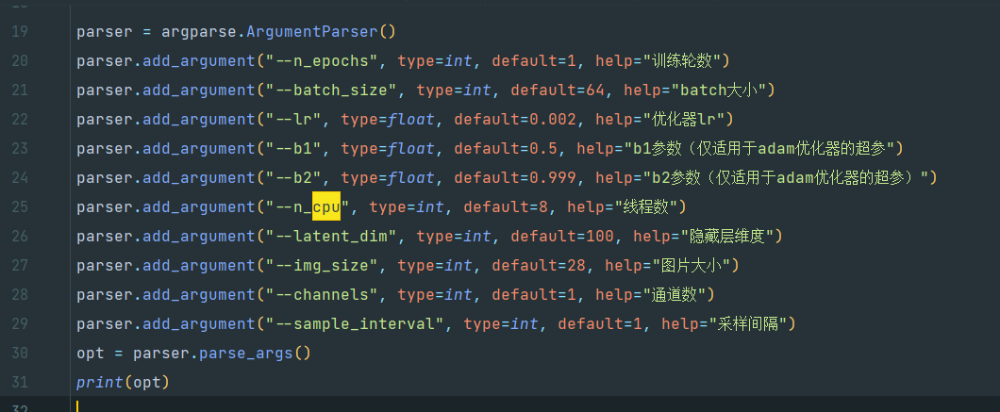 19 parser = argparse.ArgumentParser()
20 parser.add_argument("--n_epochs", type=int, default=1, help="训练轮数")
21 parser.add_argument("--batch_size", type=int, default=64, help="batch大小")
22 parser.add_argument("--lr", type=float, default=0.002, help="优化器lr")
23 parser.add_argument("--b1", type=float, default=0.5, help="b1参数（仅适用于adam优化器的超参")
24 parser.add_argument("--b2", type=float, default=0.999, help="b2参数（仅适用于adam优化器的超参）")
25 parser.add_argument("--n_cpu", type=int, default=8, help="线程数")
26 parser.add_argument("--latent_dim", type=int, default=100, help="隐藏层维度")
27 parser.add_argument("--img_size", type=int, default=28, help="图片大小")
28 parser.add_argument("--channels", type=int, default=1, help="通道数")
29 parser.add_argument("--sample_interval", type=int, default=1, help="采样间隔")
30 opt = parser.parse_args()
31 print(opt)
32